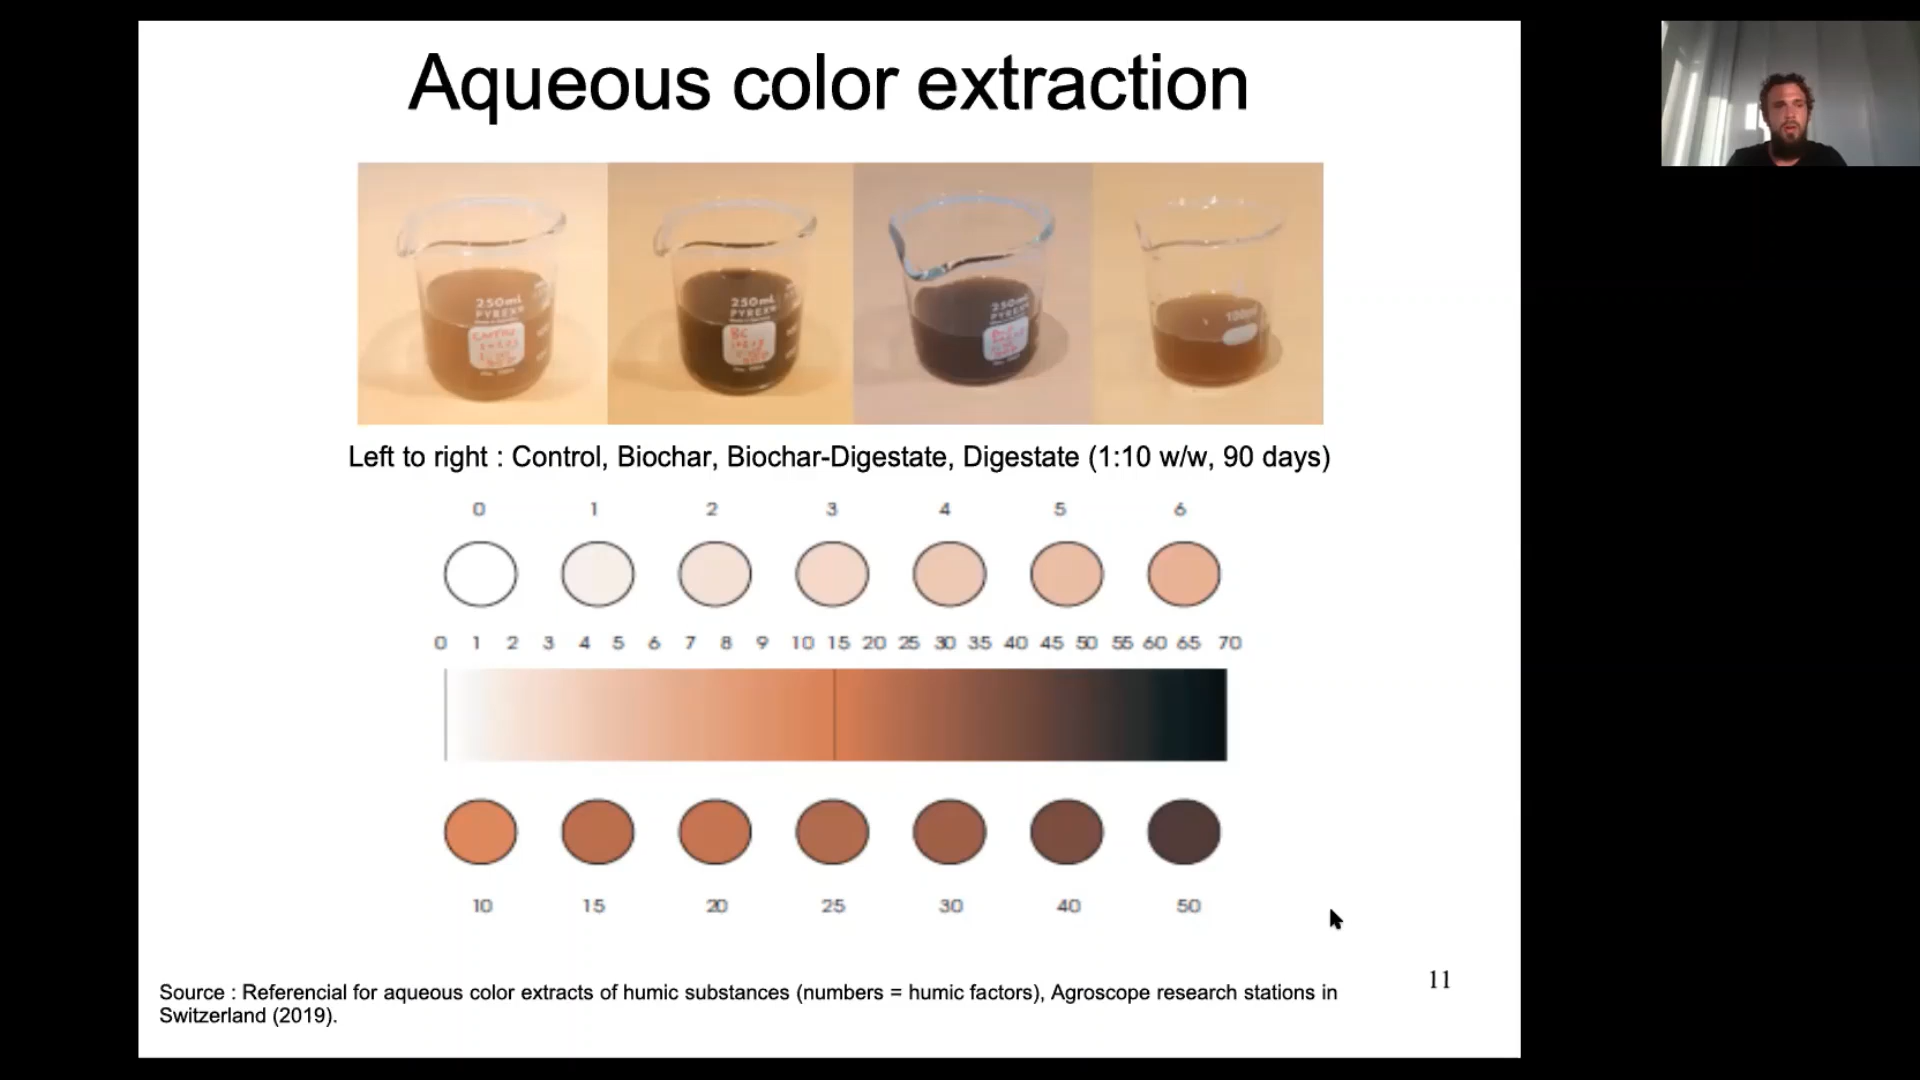 Aqueous color extraction
250mL
PYREX
250mL
PYREX
BC
250mL
PYREX
100ml
Left to right : Control, Biochar, Biochar-Digestate, Digestate (1:10 w/w, 90 days)
0 1 2 3 4 5 6
0 1 2 3 4 5 6 7 8 9 10 15 20 25 30 35 40 45 50 55 60 65 70
10 15 20 25 30 40 50
11
Source : Referencial for aqueous color extracts of humic substances (numbers = humic factors), Agroscope research stations in
Switzerland (2019).